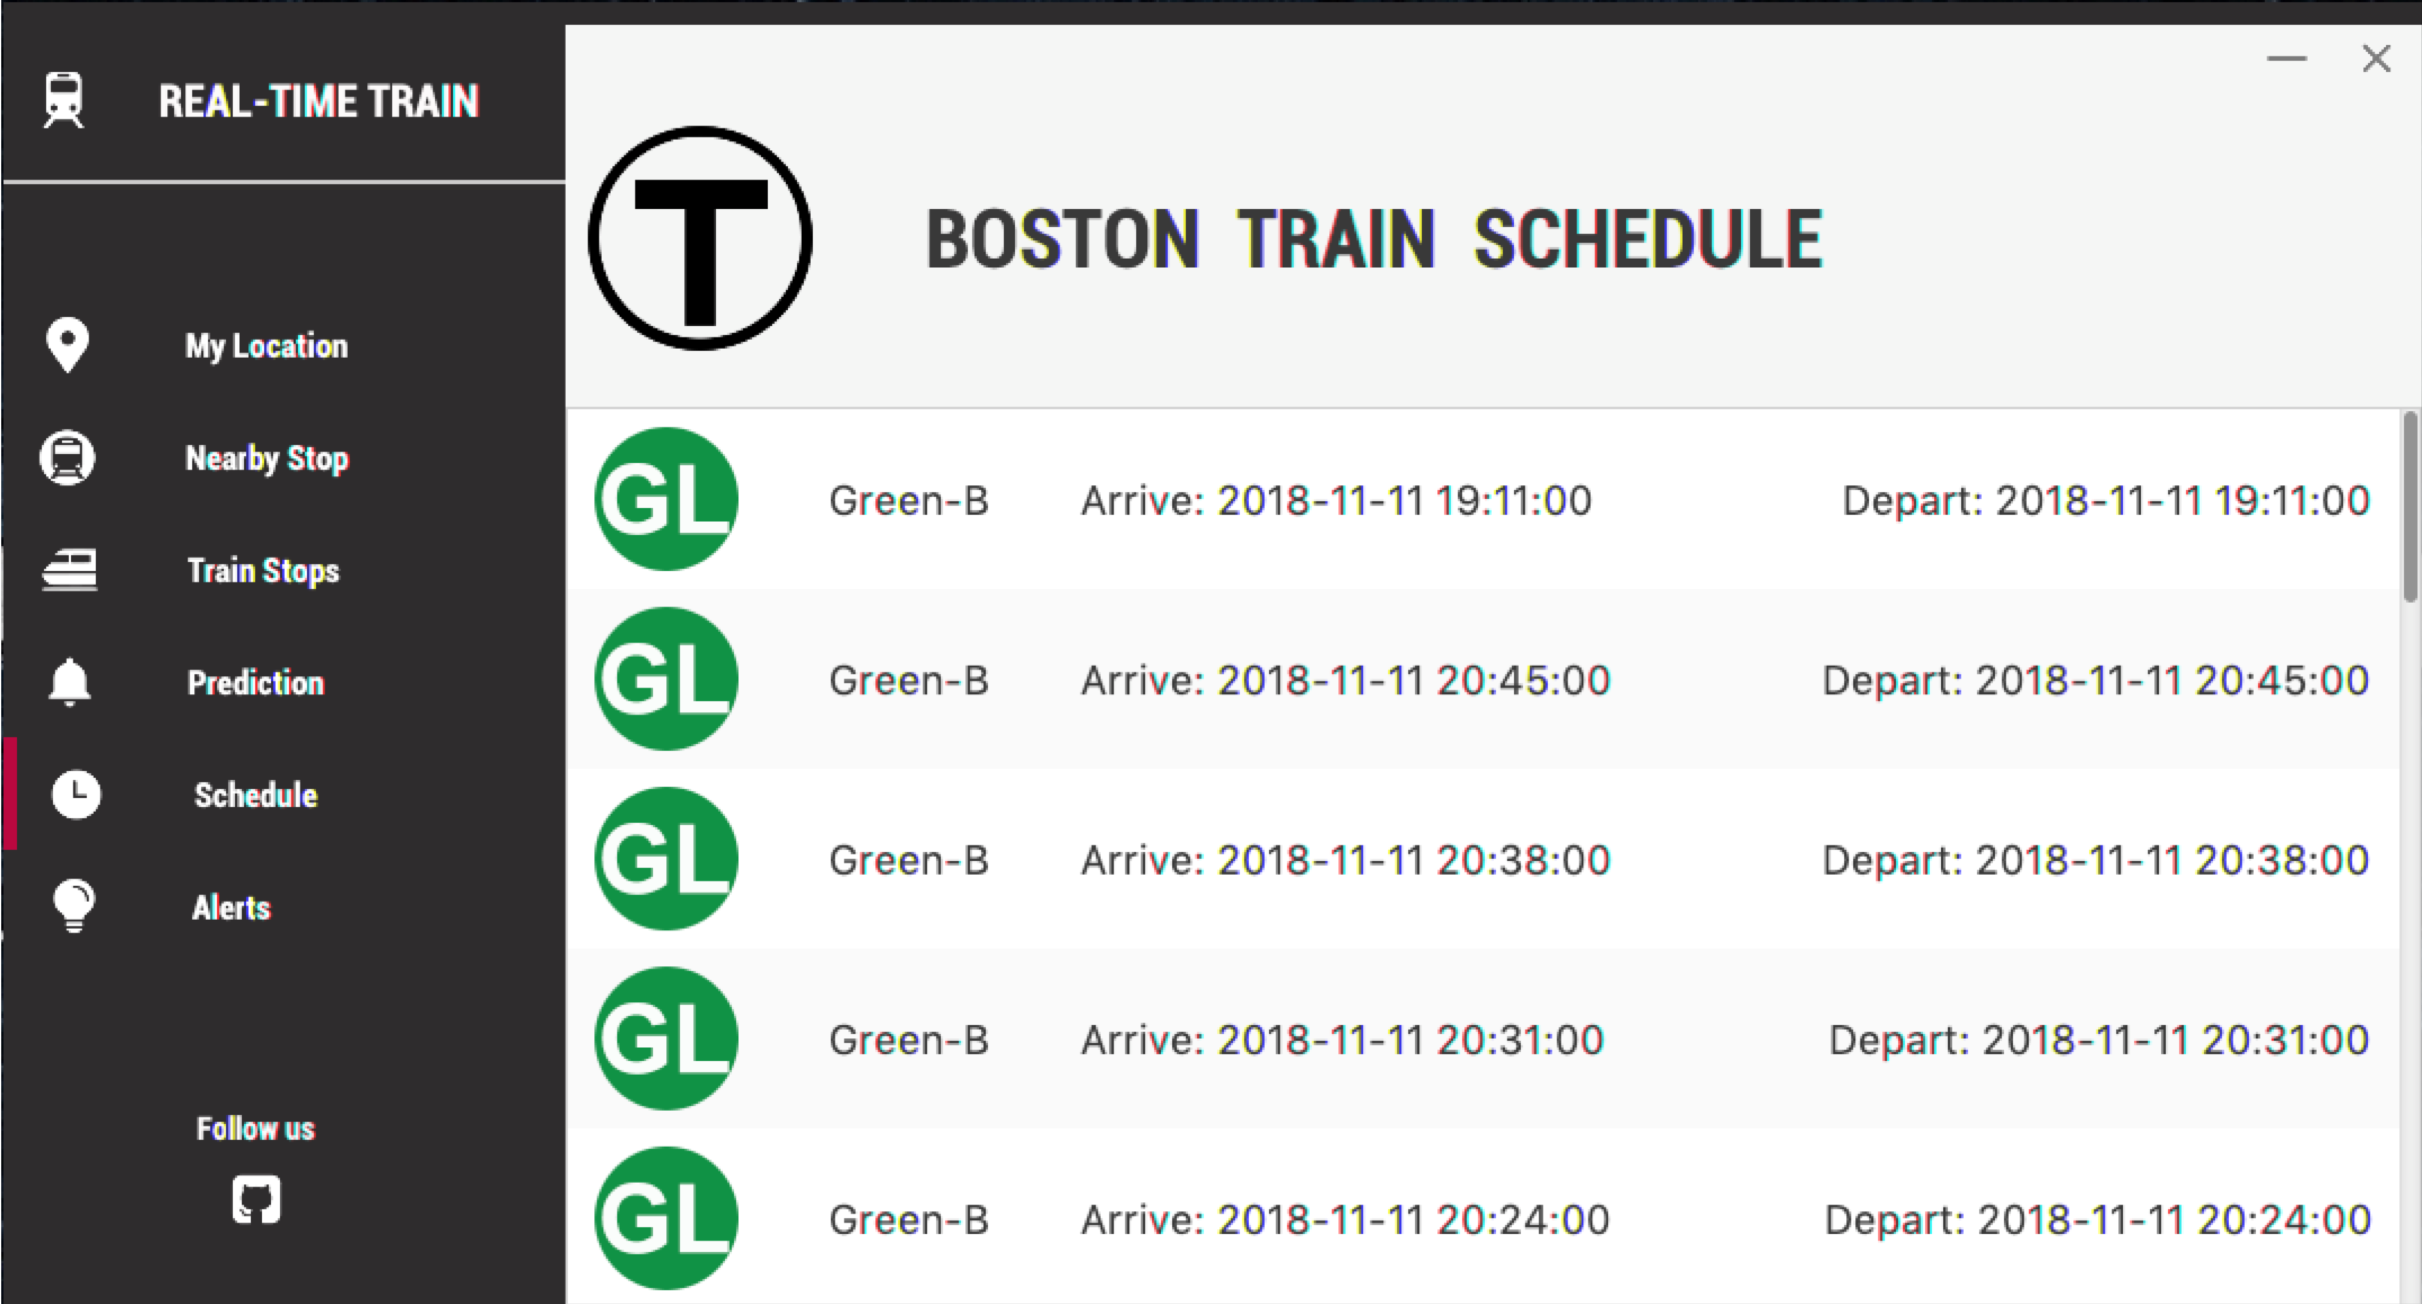 REAL-TIME TRAIN
My Location
Nearby Stop
Train Stops
Prediction
Schedule
Alerts
Follow us
T
BOSTON TRAIN SCHEDULE
GL Green-B Arrive: 2018-11-11 19:11:00 Depart: 2018-11-11 19:11:00
GL Green-B Arrive: 2018-11-11 20:45:00 Depart: 2018-11-11 20:45:00
GL Green-B Arrive: 2018-11-11 20:38:00 Depart: 2018-11-11 20:38:00
GL Green-B Arrive: 2018-11-11 20:31:00 Depart: 2018-11-11 20:31:00
GL Green-B Arrive: 2018-11-11 20:24:00 Depart: 2018-11-11 20:24:00